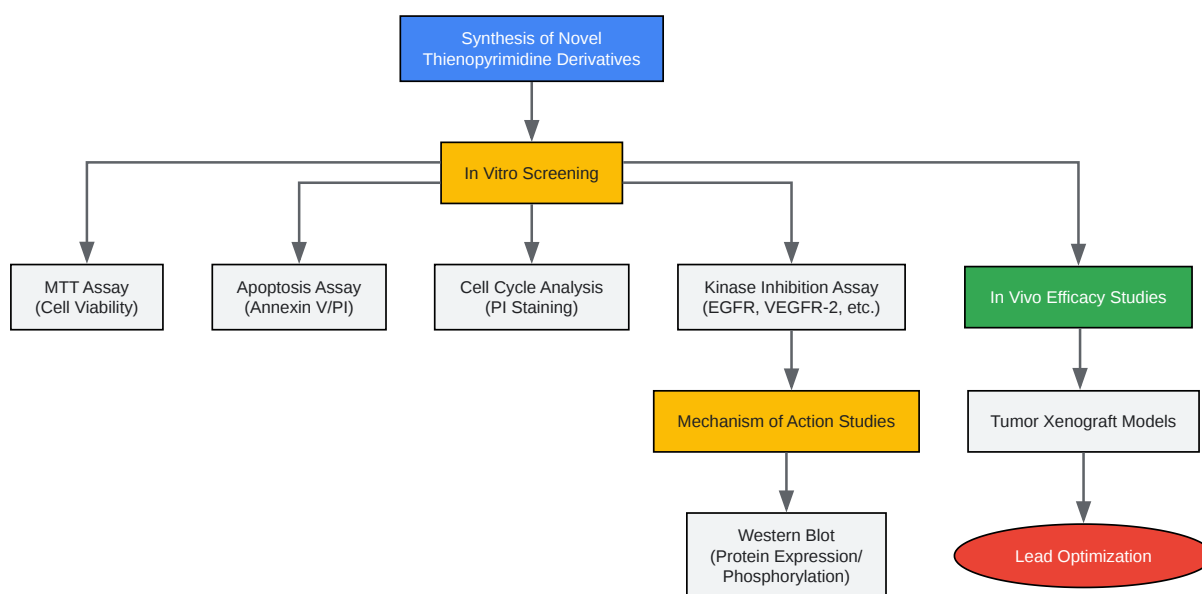 Synthesis of Novel
Thienopyrimidine Derivatives
In Vitro Screening
MTT Assay
(Cell Viability)
Apoptosis Assay
(Annexin V/PI)
Cell Cycle Analysis
(PI Staining)
Kinase Inhibition Assay
(EGFR, VEGFR-2, etc.)
In Vivo Efficacy Studies
Mechanism of Action Studies
Tumor Xenograft Models
Western Blot
(Protein Expression/
Phosphorylation)
Lead Optimization